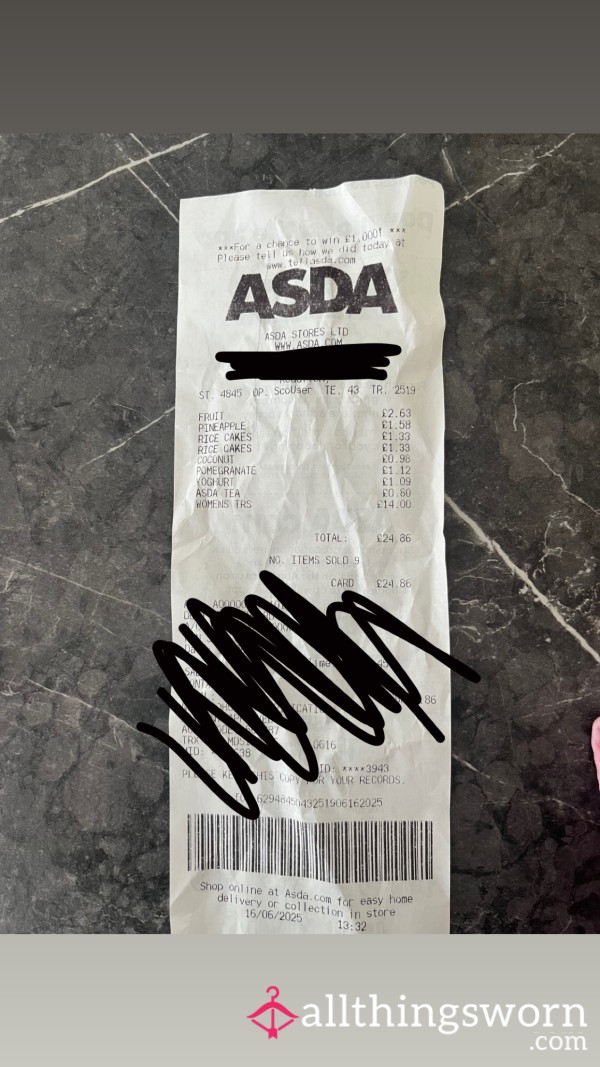 ***For a chance to win £1,000! ***
Please tell us how we did today at
www.tellasda.com
ASDA
ASDA STORES LTD
WWW.ASDA.COM
ST. 4845 OP. ScoUser TE. 43 TR. 2519
FRUIT £2.63
PINEAPPLE £1.58
RICE CAKES £1.33
RICE CAKES £1.33
COCONUT £0.98
POMEGRANATE £1.12
YOGHURT £1.09
ASDA TEA £0.80
WOMENS TRS £14.00
TOTAL: £24.86
NO. ITEMS SOLD 9
CARD £24.86
ID: ****3943
THIS COPY FOR YOUR RECORDS.
Shop online at Asda.com for easy home
delivery or collection in store
16/06/2025 13:32
allthingsworn
.com